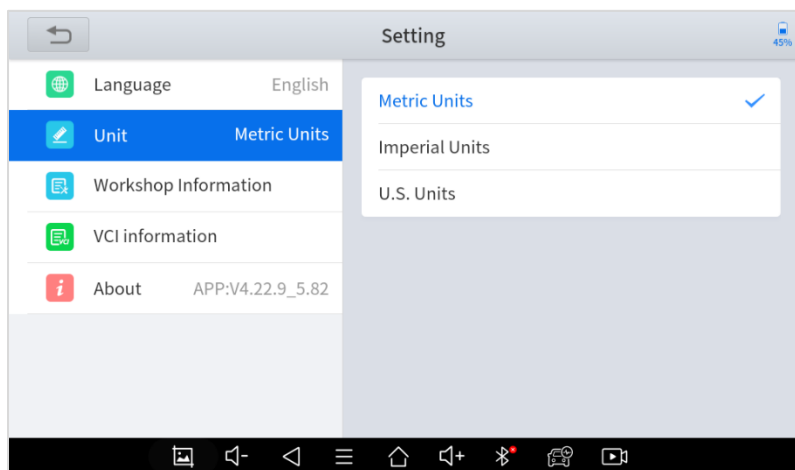 Setting
45%
Language English
Unit Metric Units
Workshop Information
VCI information
About APP:V4.22.9_5.82
Metric Units
Imperial Units
U.S. Units